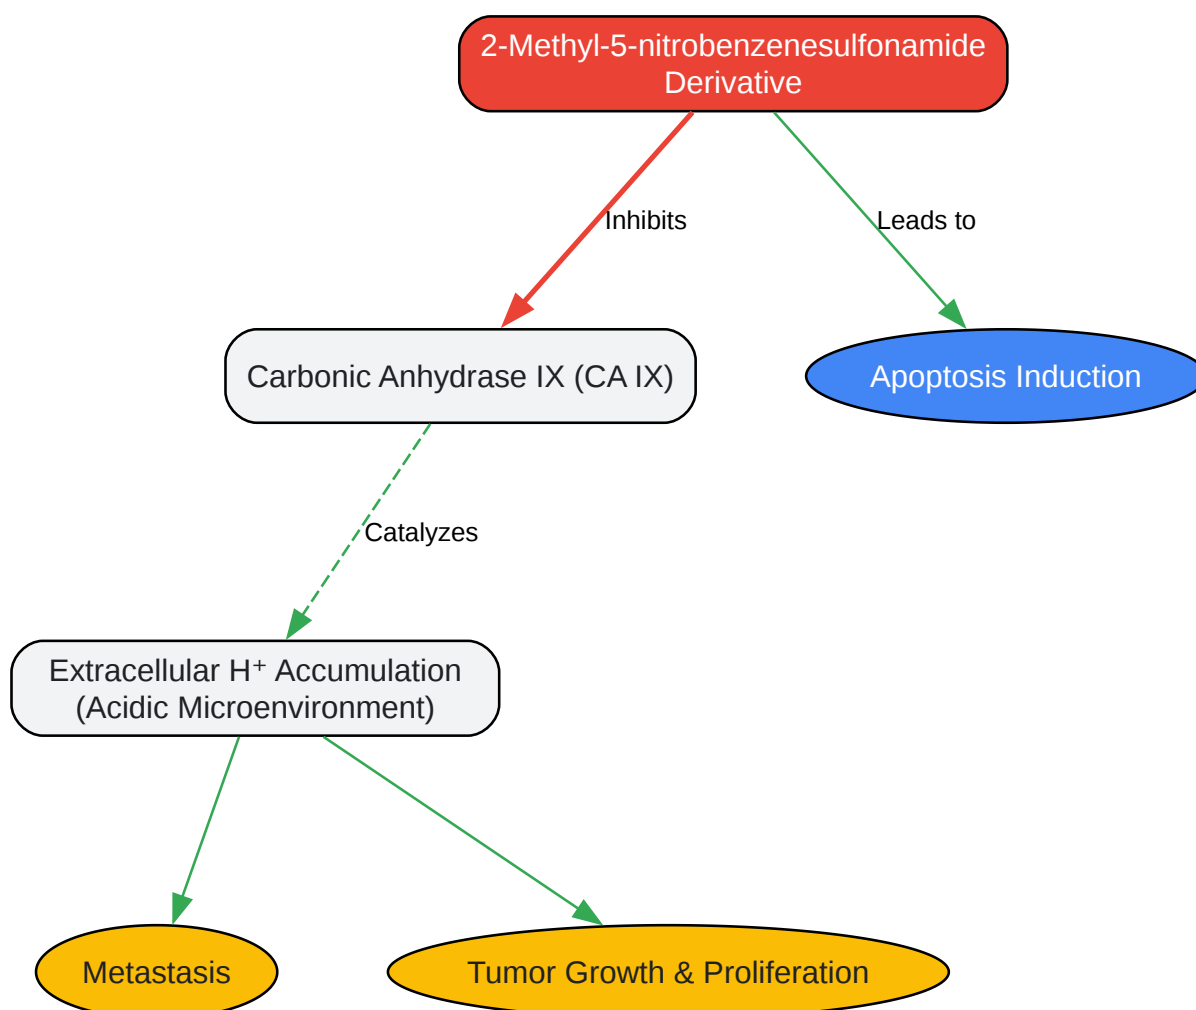 2-Methyl-5-nitrobenzenesulfonamide
Derivative
Inhibits
Leads to
Carbonic Anhydrase IX (CA IX)
Apoptosis Induction
Catalyzes
Extracellular H⁺ Accumulation
(Acidic Microenvironment)
Metastasis
Tumor Growth & Proliferation